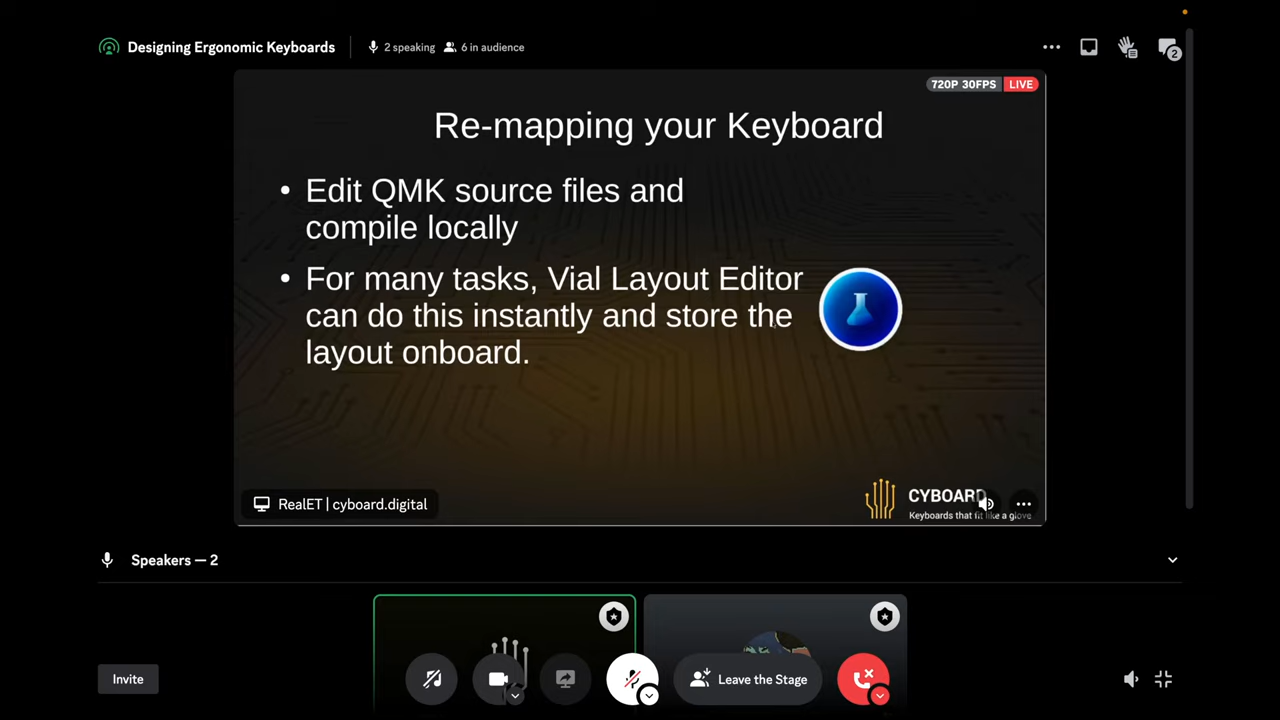 Designing Ergonomic Keyboards
2 speaking
6 in audience
2
720P 30FPS
LIVE
Re-mapping your Keyboard
• Edit QMK source files and
compile locally
• For many tasks, Vial Layout Editor
can do this instantly and store the
layout onboard.
RealET | cyboard.digital
CYBOARD
Keyboards that fit like a glove
Speakers — 2
Invite
Leave the Stage